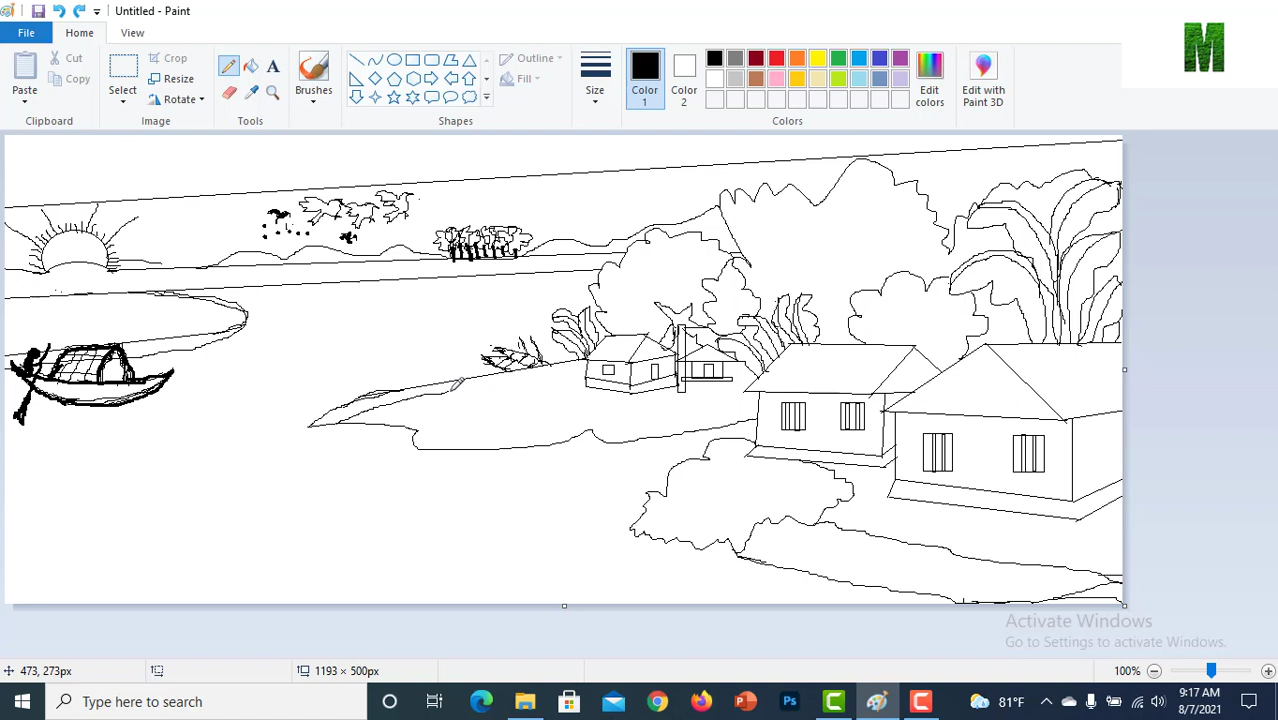 Untitled - Paint
File
Home
View
Paste
Cut
Copy
Clipboard
Select
Crop
Resize
Rotate
Image
A
Tools
Brushes
Outline
Fill
Shapes
Size
Color 1
Color 2
Edit colors
Colors
Edit with Paint 3D
M
Activate Windows
Go to Settings to activate Windows.
473, 273px
1193 × 500px
100%
Type here to search
P
Ps
C
C
81°F
9:17 AM
8/7/2021